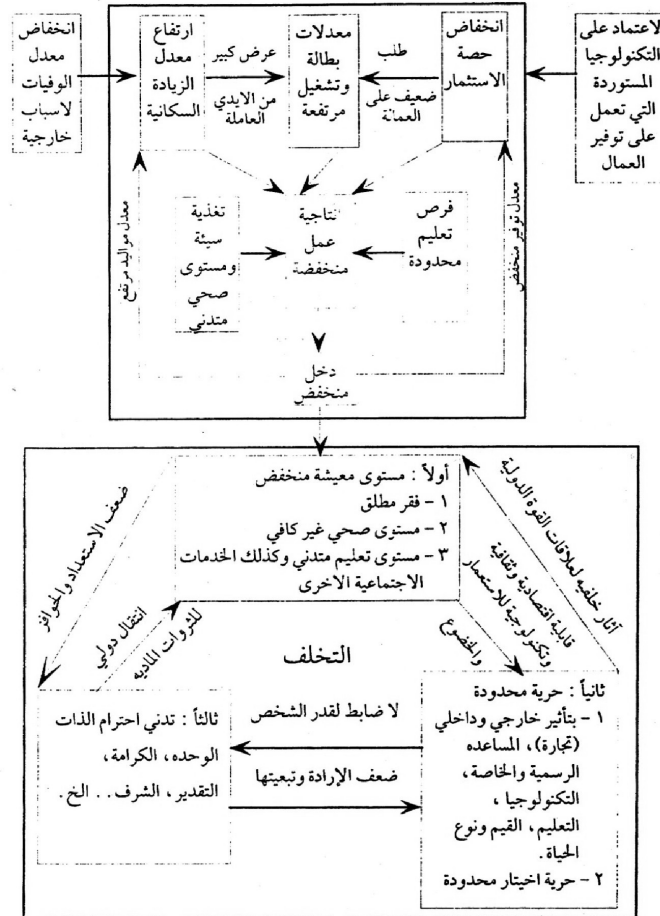 انخفاض
معدل
الوفيات
لاسباب
خارجية
ارتفاع
معدل
الزيادة
السكانية
عرض كبير
من الايدي
العاملة
معدلات
بطالة
وتشغيل
مرتفعة
طلب
ضعيف على
العمالة
انخفاض
حصة
الاستثمار
لاعتماد على
التكنولوجيا
المستوردة
التي تعمل
على توفير
العمال
معدل مواليد مرتفع
تغذية
سيئة
ومستوى
صحي
متدني
نتاجية
عمل
منخفضة
فرص
تعليم
محدودة
معدل توفير منخفض
دخل
منخفض
أولاً : مستوى معيشة منخفض
١ - فقر مطلق
٢ - مستوى صحي غير كافي
٣ - مستوى تعليم متدني وكذلك الخدمات
الاجتماعية الاخرى
ضعف الاستعداد والحوافز
انتقال دولي
للثروات الماديه
آثار خلفيه لعلاقات القوة الدولية
قابلية اقتصادية وثقافية
وتكنولوجية للاستعمار
والخضوع
التخلف
لا ضابط لقدر الشخص
ضعف الإرادة وتبعيتها
ثالثاً : تدني احترام الذات
الوحده، الكرامة،
التقدير، الشرف . . الخ.
ثانياً : حرية محدودة
١ - بتأثير خارجي وداخلي
(تجارة)، المساعده
الرسمية والخاصة،
التكنولوجيا،
التعليم، القيم ونوع
الحياة.
٢ - حرية اختيار محدودة